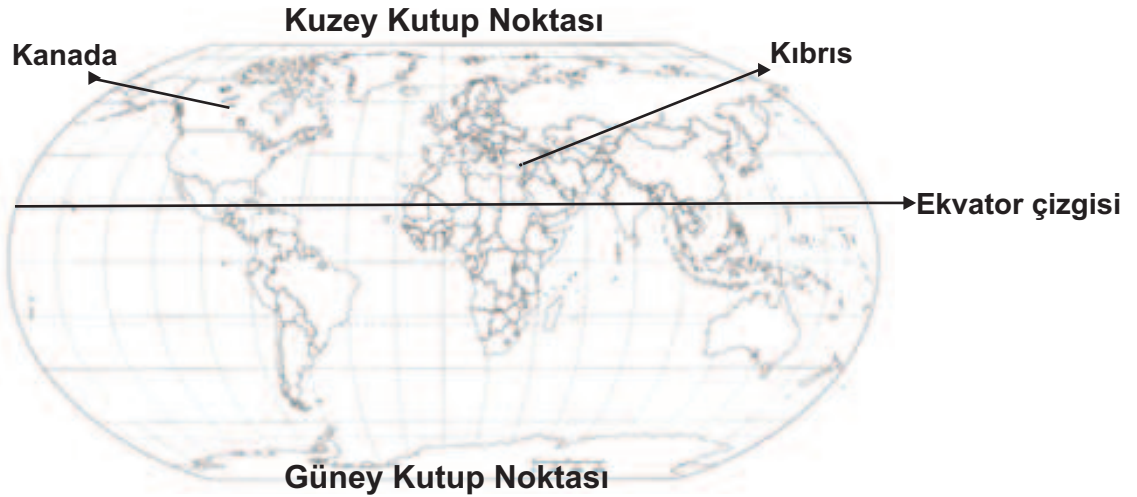 Kuzey Kutup Noktası
Kanada
Kıbrıs
Ekvator çizgisi
Güney Kutup Noktası